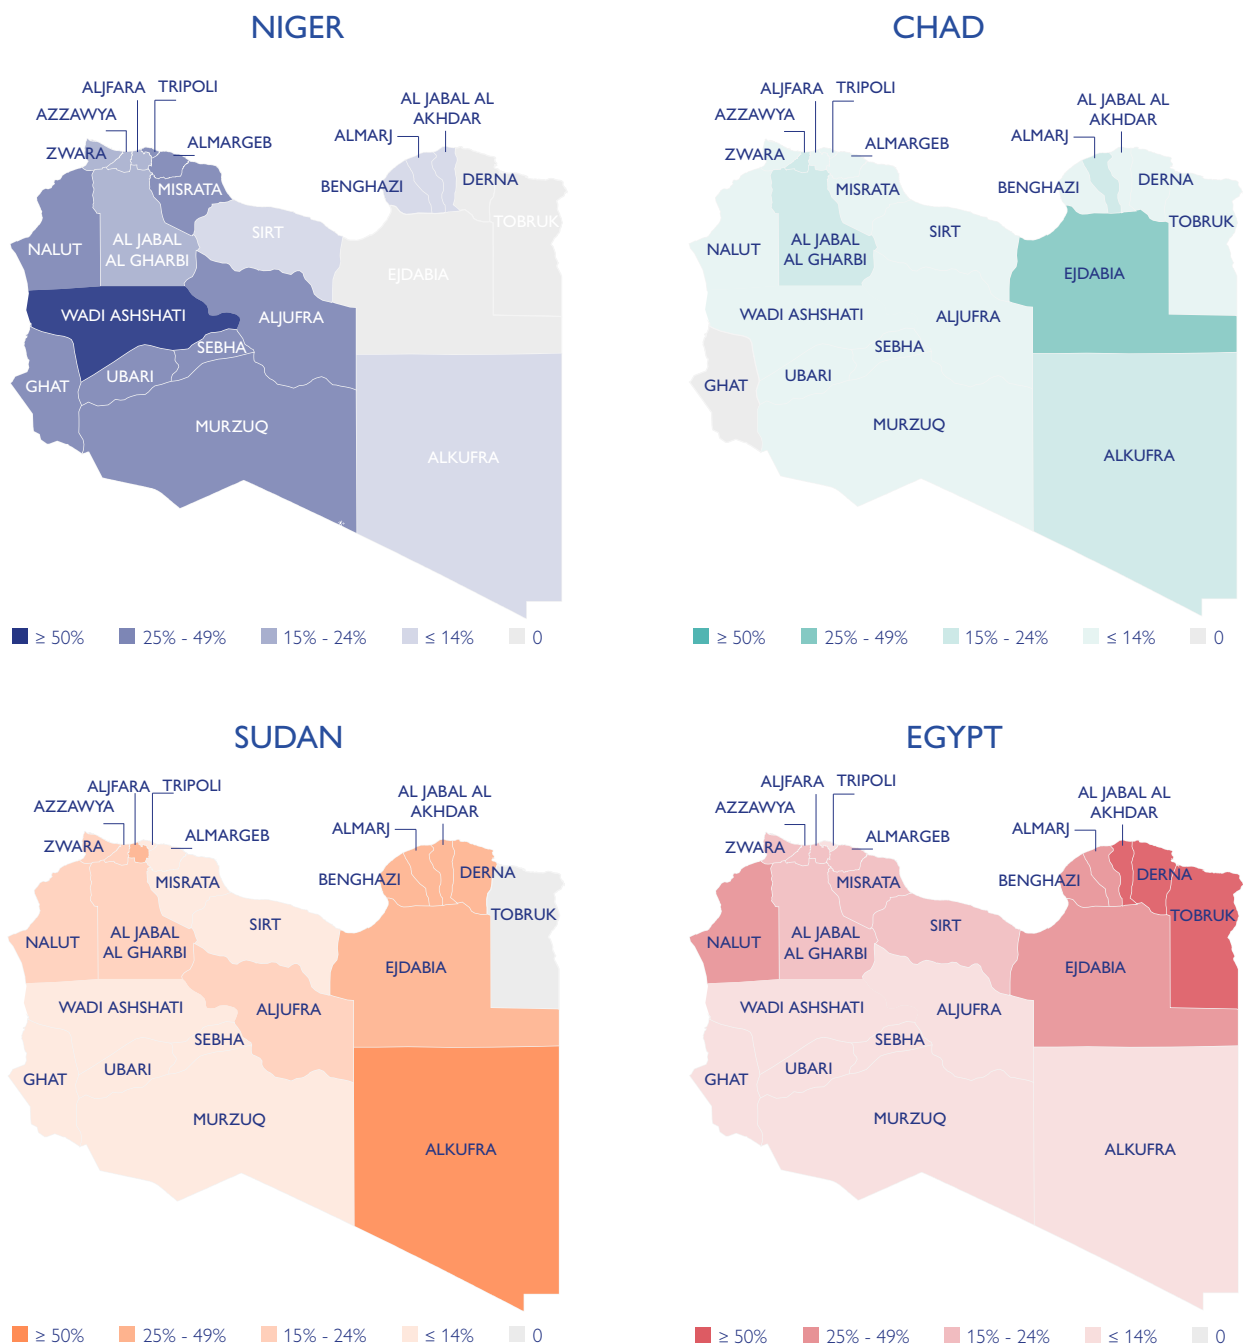 NIGER
ALJFARA TRIPOLI
AZZAWYA
ZWARA
ALMARGEB
MISRATA
AL JABAL AL
AKHDAR
ALMARJ
BENGHAZI
DERNA
TOBRUK
SIRT
NALUT
AL JABAL
AL GHARBI
EJDABIA
WADI ASHSHATI
ALJUFRA
SEBHA
UBARI
GHAT
MURZUQ
ALKUFRA
≥ 50% 25% - 49% 15% - 24% ≤ 14% 0
CHAD
ALJFARA TRIPOLI
AZZAWYA
ZWARA
ALMARGEB
MISRATA
AL JABAL AL
AKHDAR
ALMARJ
BENGHAZI
DERNA
TOBRUK
SIRT
NALUT
AL JABAL
AL GHARBI
EJDABIA
WADI ASHSHATI
ALJUFRA
SEBHA
UBARI
GHAT
MURZUQ
ALKUFRA
≥ 50% 25% - 49% 15% - 24% ≤ 14% 0
SUDAN
ALJFARA TRIPOLI
AZZAWYA
ZWARA
ALMARGEB
MISRATA
AL JABAL AL
AKHDAR
ALMARJ
BENGHAZI
DERNA
TOBRUK
SIRT
NALUT
AL JABAL
AL GHARBI
EJDABIA
WADI ASHSHATI
ALJUFRA
SEBHA
UBARI
GHAT
MURZUQ
ALKUFRA
≥ 50% 25% - 49% 15% - 24% ≤ 14% 0
EGYPT
ALJFARA TRIPOLI
AZZAWYA
ZWARA
ALMARGEB
MISRATA
AL JABAL AL
AKHDAR
ALMARJ
BENGHAZI
DERNA
TOBRUK
SIRT
NALUT
AL JABAL
AL GHARBI
EJDABIA
WADI ASHSHATI
ALJUFRA
SEBHA
UBARI
GHAT
MURZUQ
ALKUFRA
≥ 50% 25% - 49% 15% - 24% ≤ 14% 0